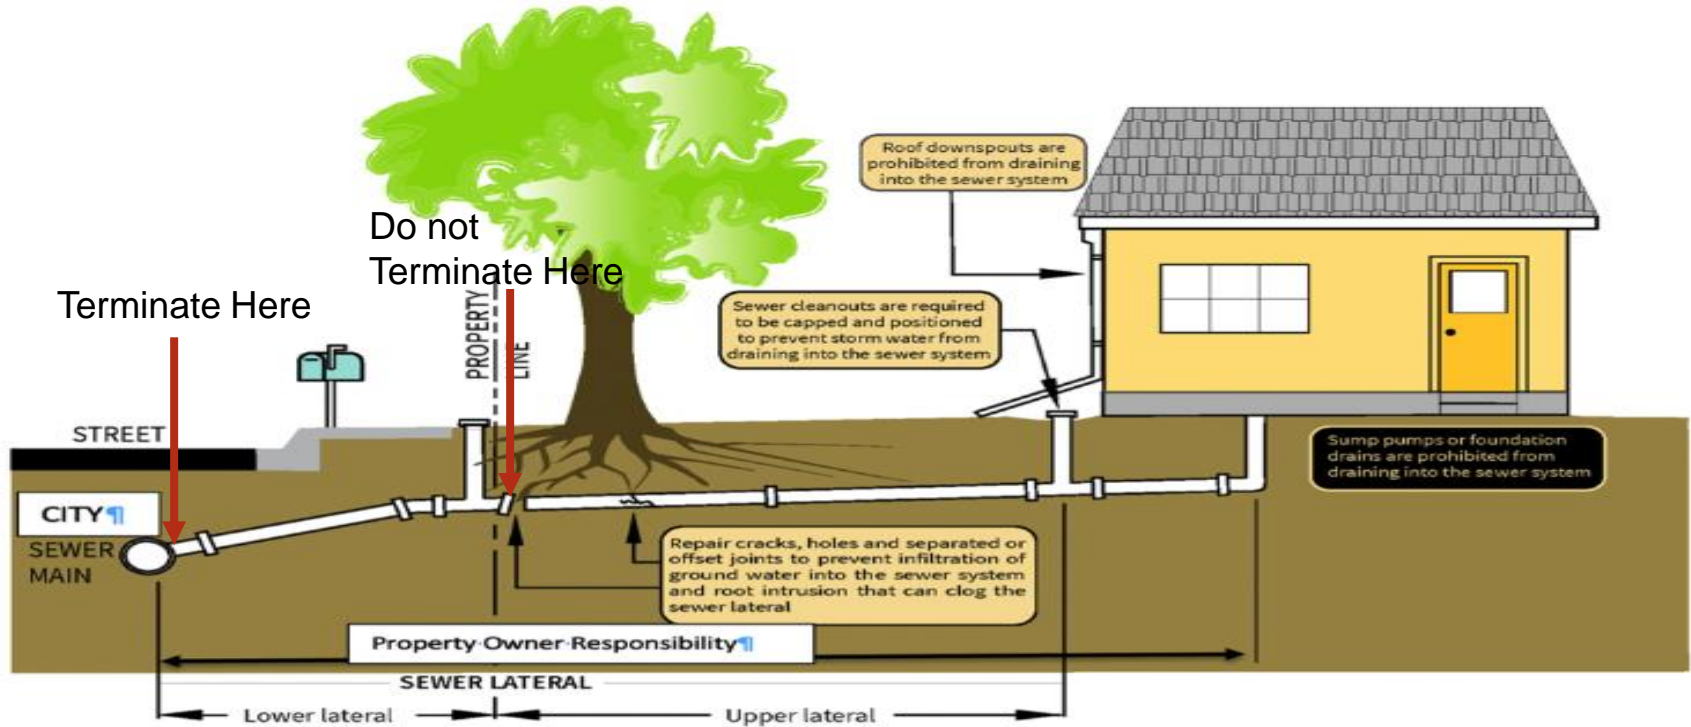 Roof downspouts are
prohibited from draining
into the sewer system
Do not
Terminate Here
Terminate Here
Sewer cleanouts are required
to be capped and positioned
to prevent storm water from
draining into the sewer system
PROPERTY
LINE
STREET
Sump pumps or foundation
drains are prohibited from
draining into the sewer system
CITY¶
SEWER
MAIN
Repair cracks, holes and separated or
offset joints to prevent infiltration of
ground water into the sewer system
and root intrusion that can clog the
sewer lateral
Property·Owner·Responsibility¶
SEWER LATERAL
Lower lateral
Upper lateral